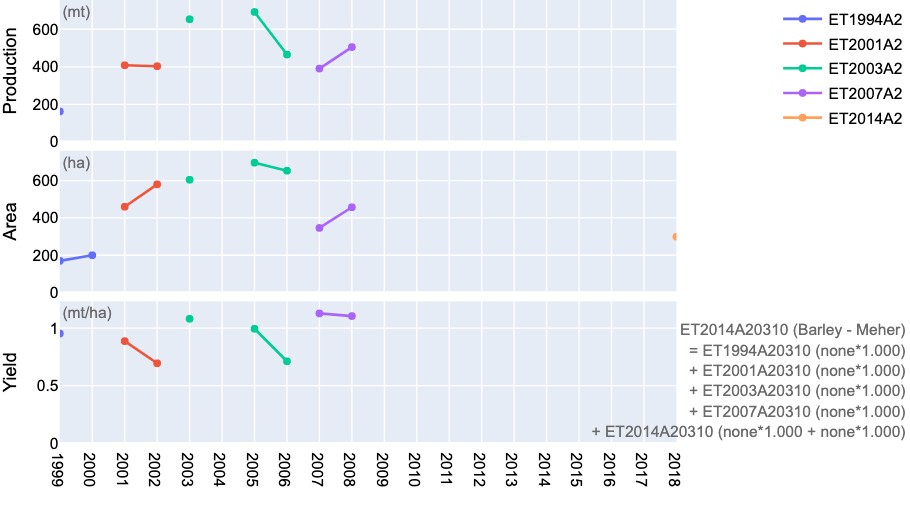 (mt)
Production
600
400
200
0
ET1994A2
ET2001A2
ET2003A2
ET2007A2
ET2014A2
(ha)
Area
600
400
200
0
(mt/ha)
Yield
1
0.5
0
ET2014A20310 (Barley - Meher)
= ET1994A20310 (none*1.000)
+ ET2001A20310 (none*1.000)
+ ET2003A20310 (none*1.000)
+ ET2007A20310 (none*1.000)
+ ET2014A20310 (none*1.000 + none*1.000)
1999
2000
2001
2002
2003
2004
2005
2006
2007
2008
2009
2010
2011
2012
2013
2014
2015
2016
2017
2018